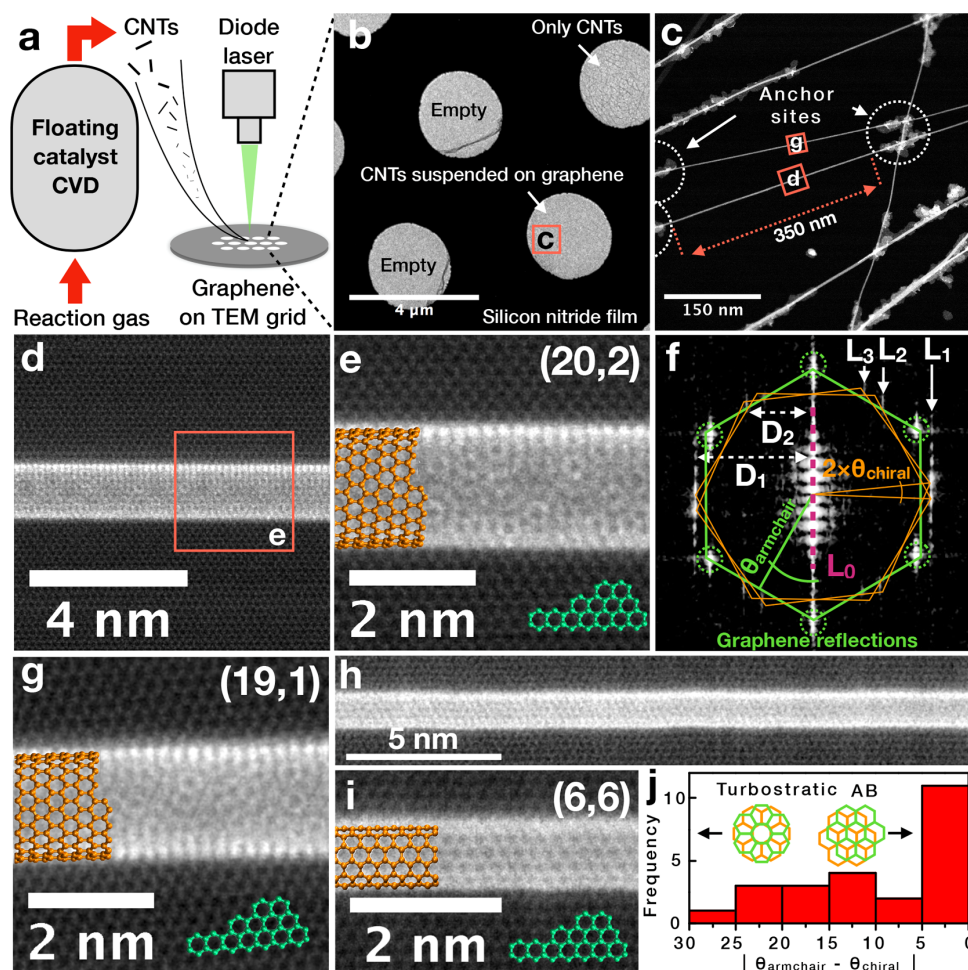 a
CNTs
Diode
laser
Floating
catalyst
CVD
Graphene
on TEM grid
Reaction gas
b
Only CNTs
Empty
CNTs suspended on graphene
c
Empty
4 µm
Silicon nitride film
c
Anchor
sites
g
d
350 nm
150 nm
d
e
4 nm
e
(20,2)
2 nm
f
L3
L2
L1
D2
D1
2×θchiral
θarmchair
L0
Graphene reflections
g
(19,1)
2 nm
h
5 nm
i
(6,6)
2 nm
j
Turbostratic
AB
Frequency
10
5
0
30
25
20
15
10
5
0
| θarmchair - θchiral |